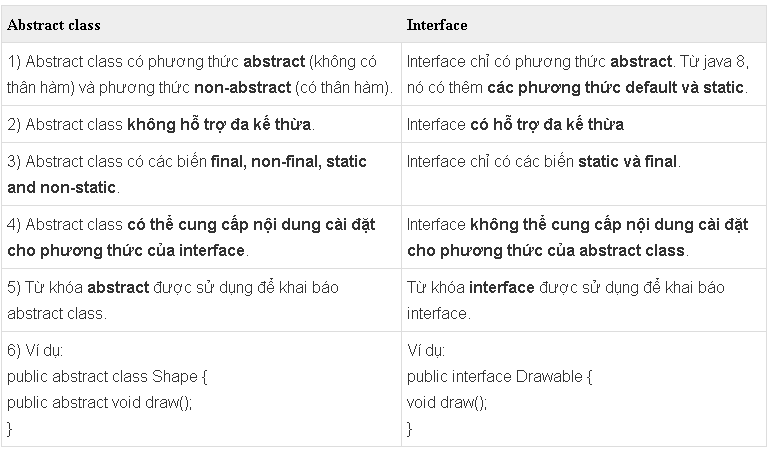 Abstract class
Interface
1) Abstract class có phương thức abstract (không có
thân hàm) và phương thức non-abstract (có thân hàm).
Interface chỉ có phương thức abstract. Từ java 8,
nó có thêm các phương thức default và static.
2) Abstract class không hỗ trợ đa kế thừa.
Interface có hỗ trợ đa kế thừa
3) Abstract class có các biến final, non-final, static
and non-static.
Interface chỉ có các biến static và final.
4) Abstract class có thể cung cấp nội dung cài đặt
cho phương thức của interface.
Interface không thể cung cấp nội dung cài đặt
cho phương thức của abstract class.
5) Từ khóa abstract được sử dụng để khai báo
abstract class.
Từ khóa interface được sử dụng để khai báo
interface.
6) Ví dụ:
public abstract class Shape {
public abstract void draw();
}
Ví dụ:
public interface Drawable {
void draw();
}